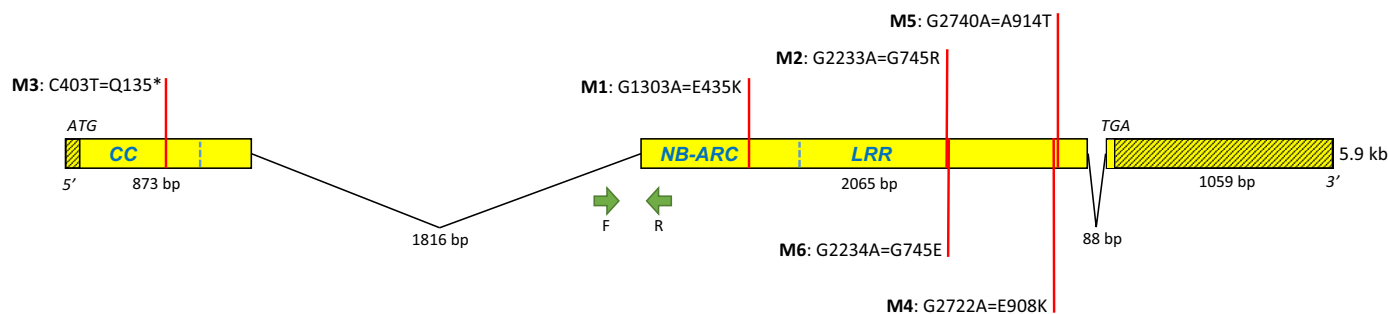 M5: G2740A=A914T
M2: G2233A=G745R
M3: C403T=Q135*
M1: G1303A=E435K
ATG
TGA
CC
NB-ARC
LRR
5.9 kb
5’
873 bp
2065 bp
1059 bp
3’
F
R
1816 bp
88 bp
M6: G2234A=G745E
M4: G2722A=E908K